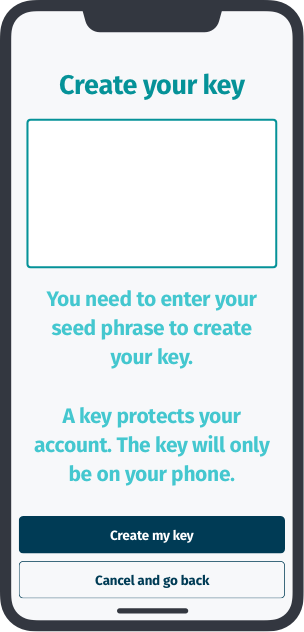 Create your key
You need to enter your
seed phrase to create
your key.
A key protects your
account. The key will only
be on your phone.
Create my key
Cancel and go back